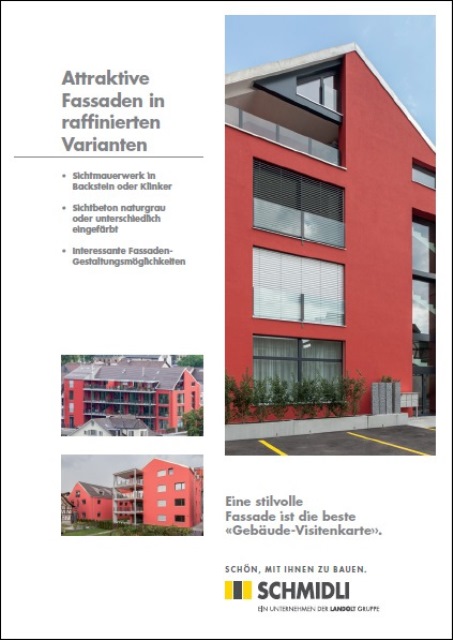 Attraktive
Fassaden in
raffinierten
Varianten
• Sichtmauerwerk in
Backstein oder Klinker
• Sichtbeton naturgrau
oder unterschiedlich
eingefärbt
• Interessante Fassaden-
Gestaltungsmöglichkeiten
Eine stilvolle
Fassade ist die beste
«Gebäude-Visitenkarte».
SCHÖN, MIT IHNEN ZU BAUEN.
SCHMIDLI
EIN UNTERNEHMEN DER LANDOLT GRUPPE